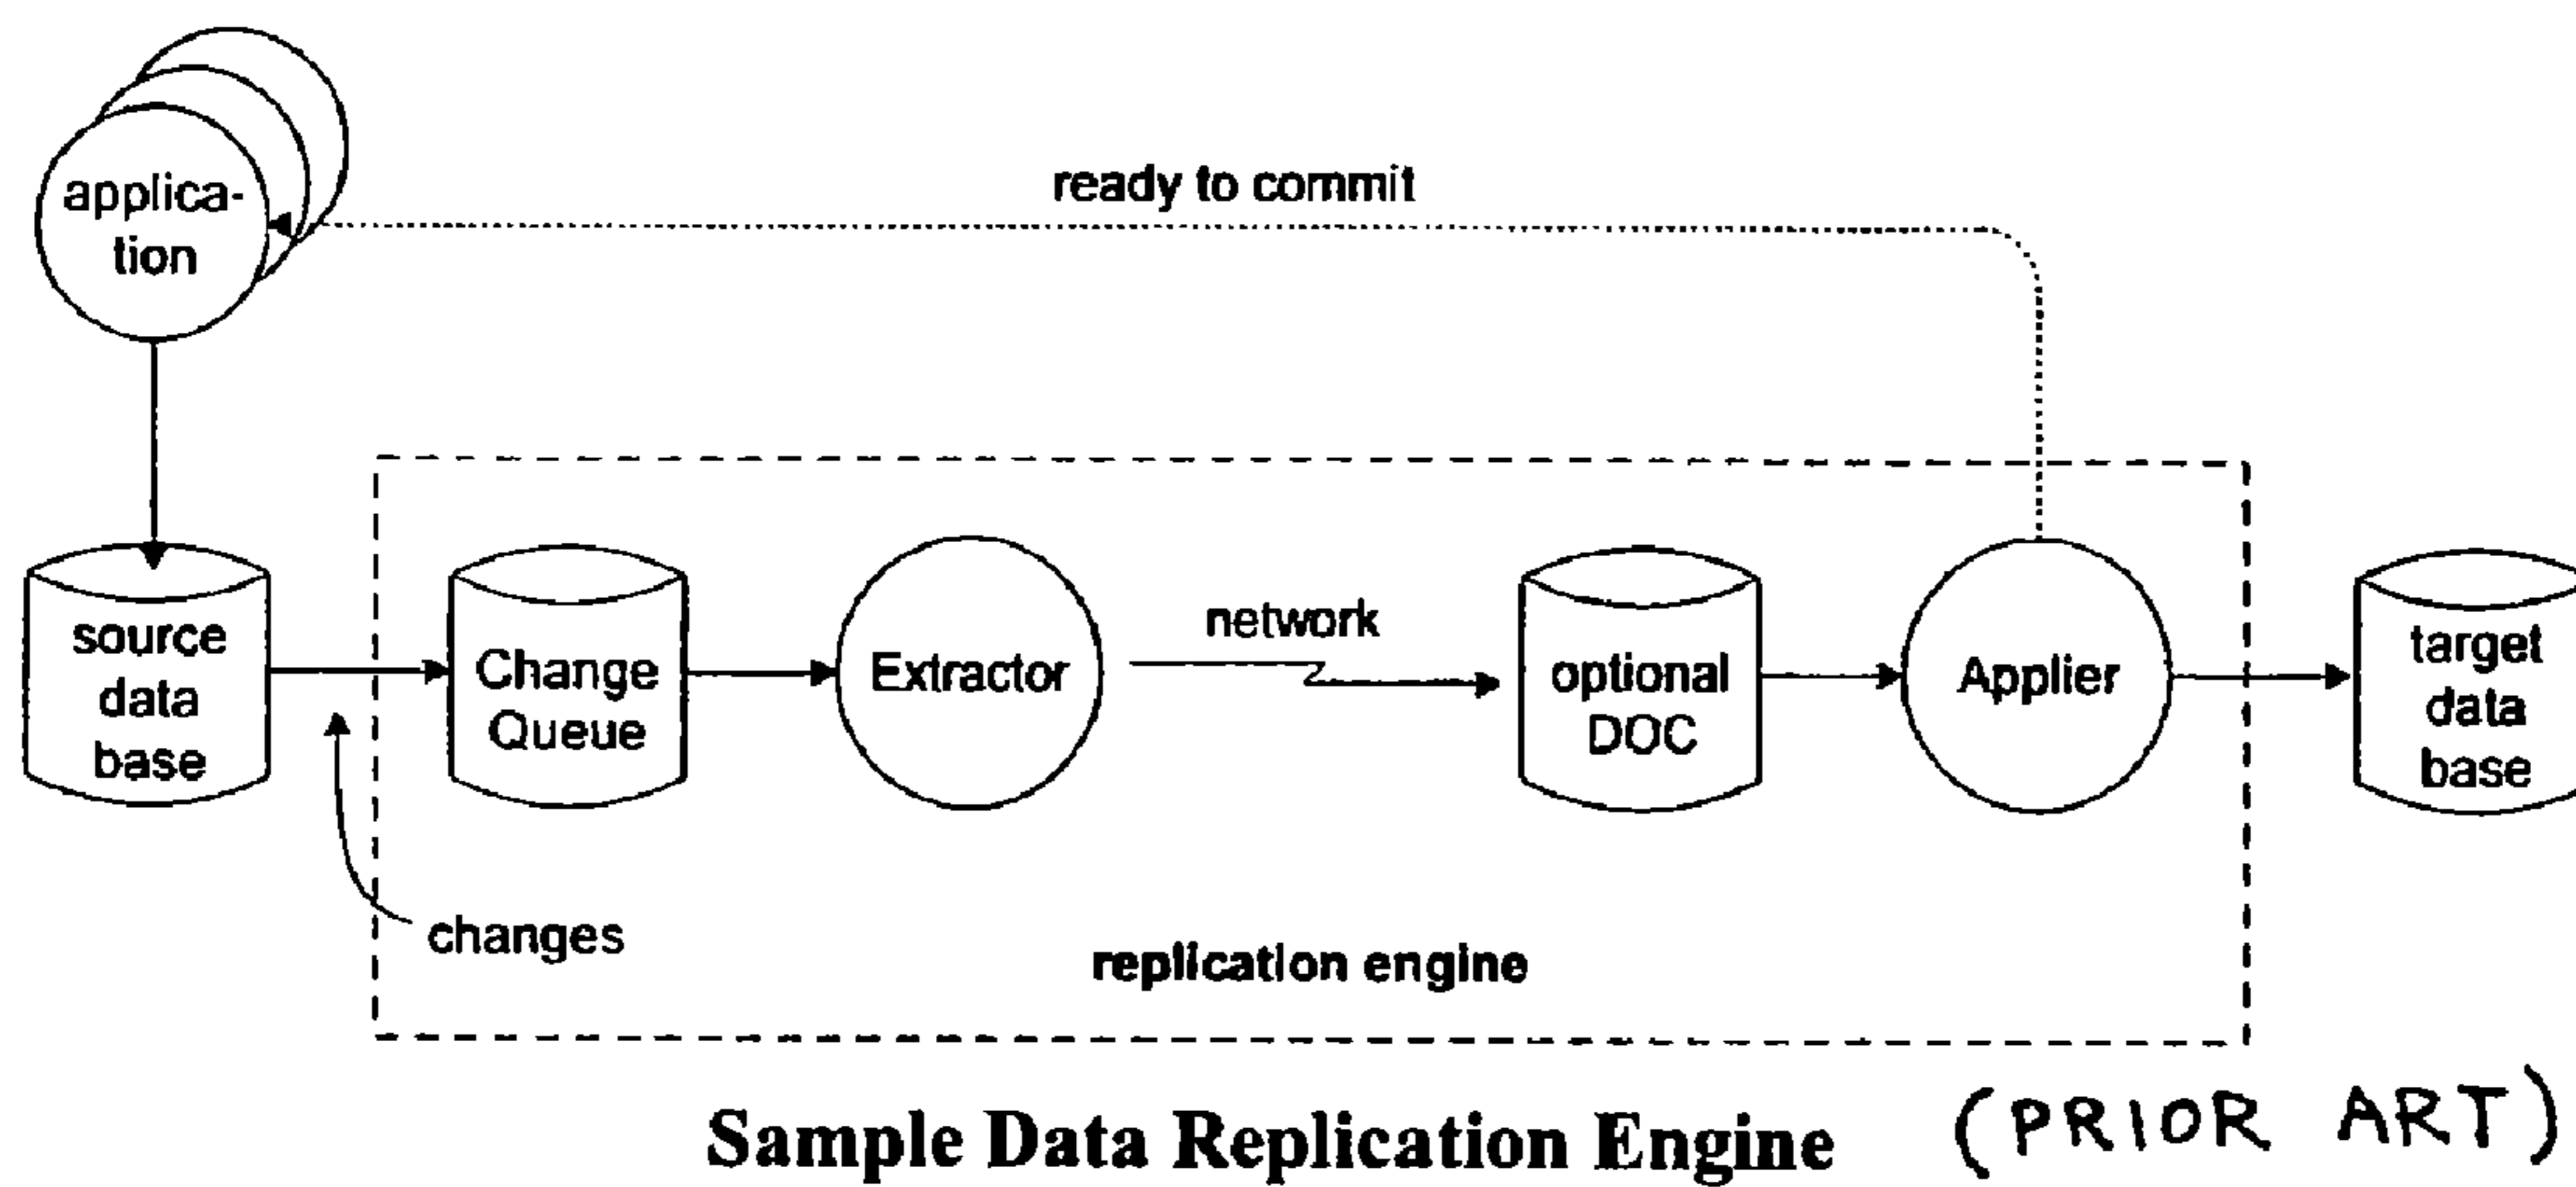 applica-
tion
ready to commit
source
data
base
Change
Queue
Extractor
network
optional
DOC
Applier
target
data
base
changes
replication engine
Sample Data Replication Engine (PRIOR ART)